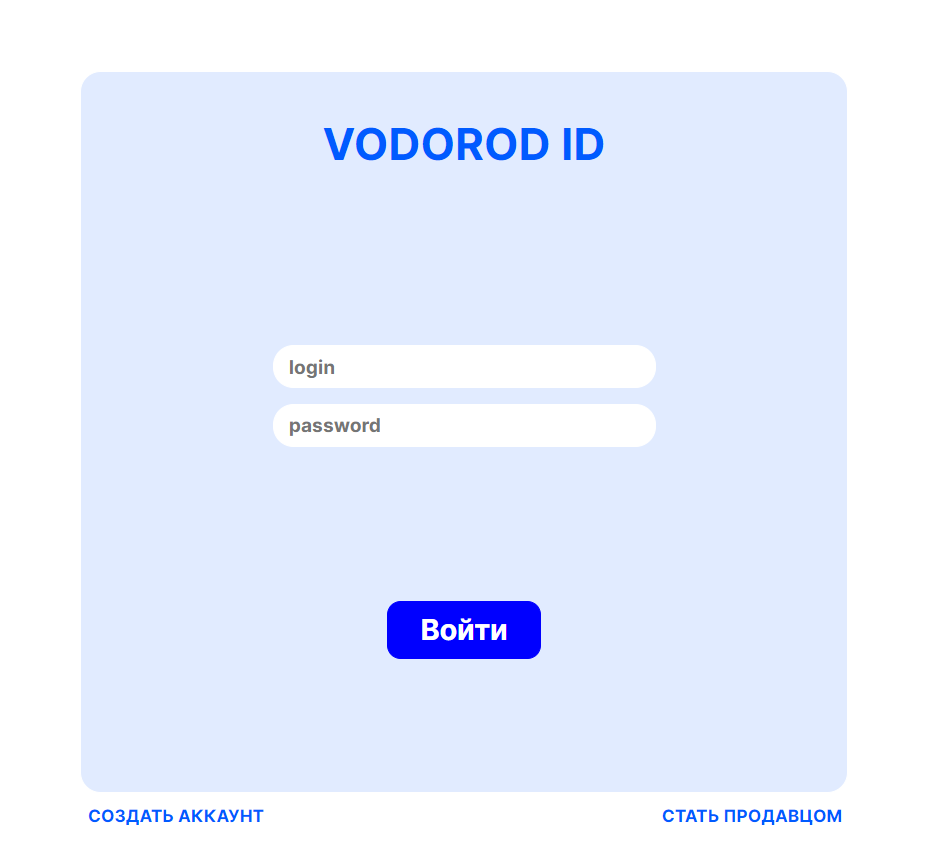 VODOROD ID
login
password
Войти
СОЗДАТЬ АККАУНТ
СТАТЬ ПРОДАВЦОМ